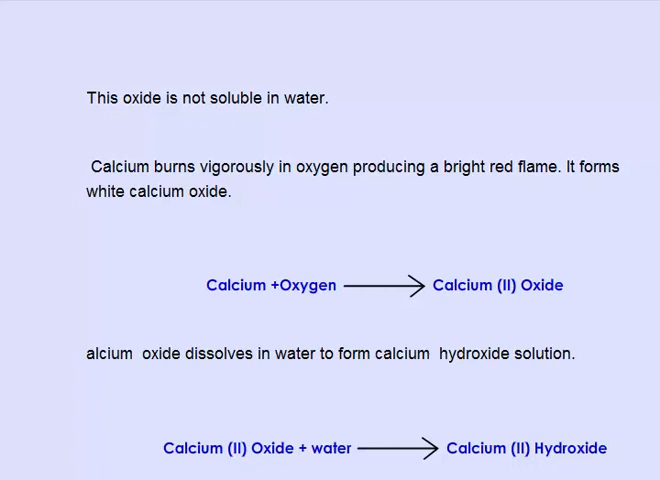 This oxide is not soluble in water.
Calcium burns vigorously in oxygen producing a bright red flame. It forms
white calcium oxide.
Calcium +Oxygen ⟶ Calcium (II) Oxide
alcium oxide dissolves in water to form calcium hydroxide solution.
Calcium (II) Oxide + water ⟶ Calcium (II) Hydroxide